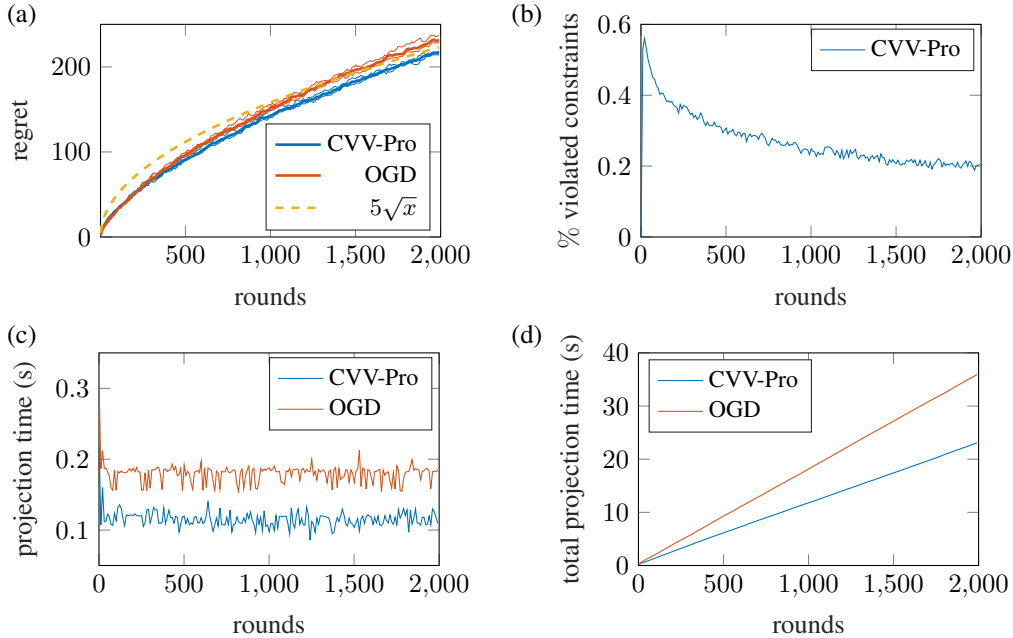 (a)
regret
200
100
0
500
1,000
1,500
2,000
rounds
CVV-Pro
OGD
5√x
(b)
% violated constraints
0.6
0.4
0.2
0
0
500
1,000
1,500
2,000
rounds
CVV-Pro
(c)
projection time (s)
0.3
0.2
0.1
0
500
1,000
1,500
2,000
rounds
CVV-Pro
OGD
(d)
total projection time (s)
40
30
20
10
0
0
500
1,000
1,500
2,000
rounds
CVV-Pro
OGD